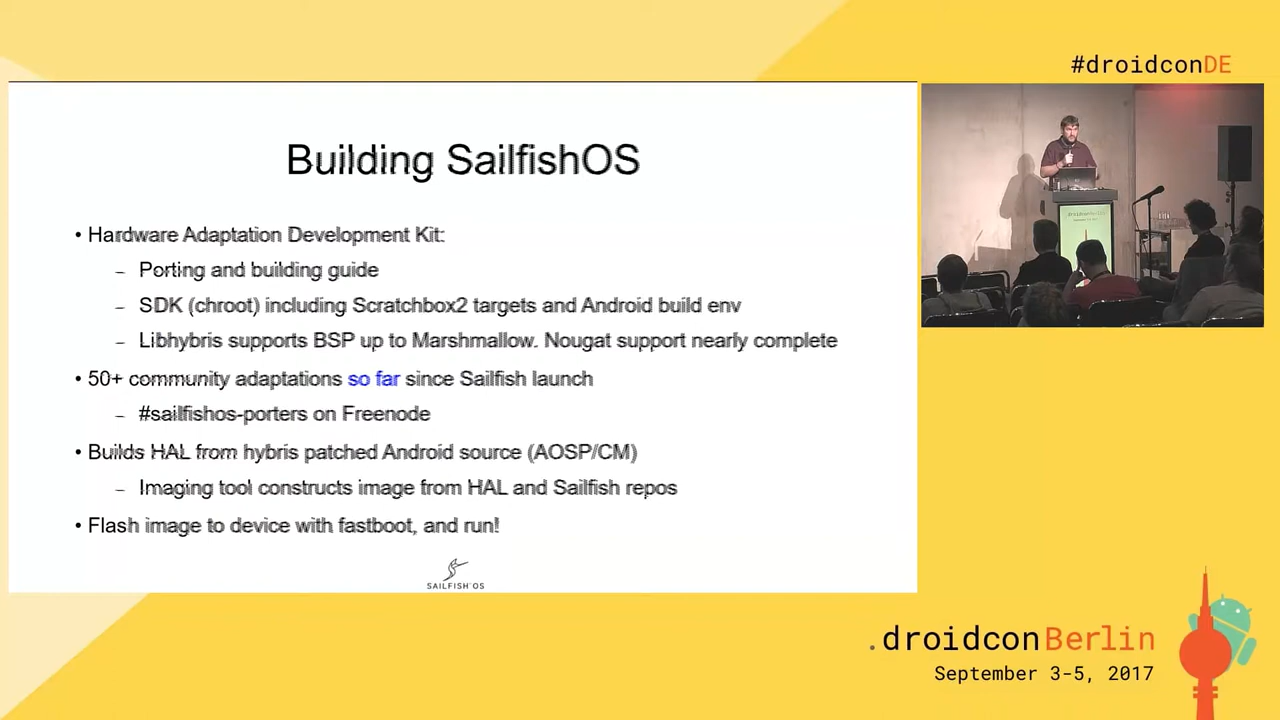 #droidconDE
Building SailfishOS
• Hardware Adaptation Development Kit:
– Porting and building guide
– SDK (chroot) including Scratchbox2 targets and Android build env
– Libhybris supports BSP up to Marshmallow. Nougat support nearly complete
• 50+ community adaptations so far since Sailfish launch
– #sailfishos-porters on Freenode
• Builds HAL from hybris patched Android source (AOSP/CM)
– Imaging tool constructs image from HAL and Sailfish repos
• Flash image to device with fastboot, and run!
SAILFISH OS
.droidconBerlin
September 3-5, 2017